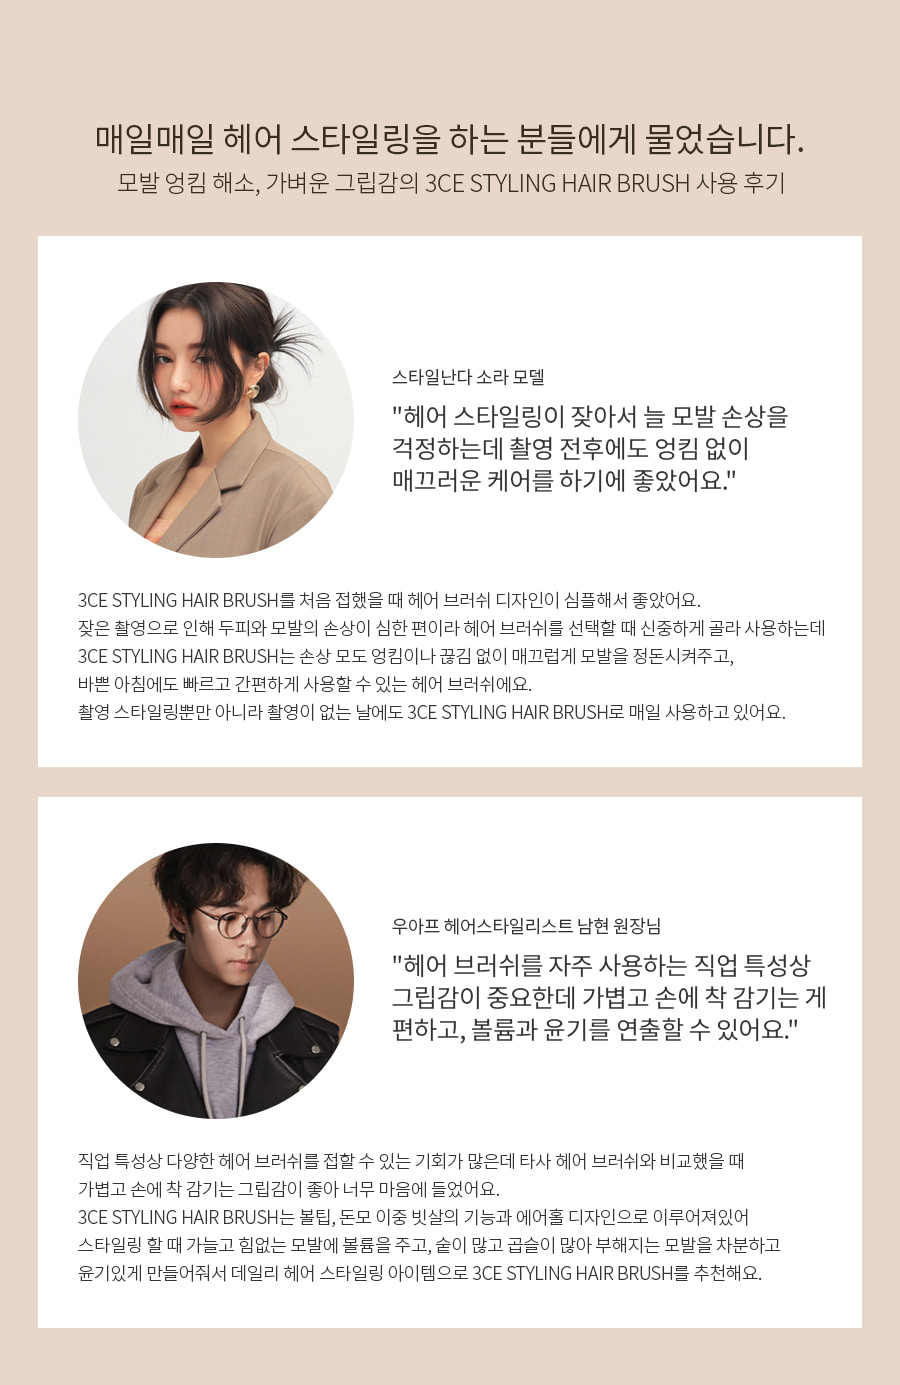 매일매일 헤어 스타일링을 하는 분들에게 물었습니다.
모발 엉킴 해소, 가벼운 그립감의 3CE STYLING HAIR BRUSH 사용 후기
스타일난다 소라 모델
"헤어 스타일링이 잦아서 늘 모발 손상을
걱정하는데 촬영 전후에도 엉킴 없이
매끄러운 케어를 하기에 좋았어요."
3CE STYLING HAIR BRUSH를 처음 접했을 때 헤어 브러쉬 디자인이 심플해서 좋았어요.
잦은 촬영으로 인해 두피와 모발의 손상이 심한 편이라 헤어 브러쉬를 선택할 때 신중하게 골라 사용하는데
3CE STYLING HAIR BRUSH는 손상 모도 엉킴이나 끊김 없이 매끄럽게 모발을 정돈시켜주고,
바쁜 아침에도 빠르고 간편하게 사용할 수 있는 헤어 브러쉬에요.
촬영 스타일링뿐만 아니라 촬영이 없는 날에도 3CE STYLING HAIR BRUSH로 매일 사용하고 있어요.
우아프 헤어스타일리스트 남현 원장님
"헤어 브러쉬를 자주 사용하는 직업 특성상
그립감이 중요한데 가볍고 손에 착 감기는 게
편하고, 볼륨과 윤기를 연출할 수 있어요."
직업 특성상 다양한 헤어 브러쉬를 접할 수 있는 기회가 많은데 타사 헤어 브러쉬와 비교했을 때
가볍고 손에 착 감기는 그립감이 좋아 너무 마음에 들었어요.
3CE STYLING HAIR BRUSH는 볼팁, 돈모 이중 빗살의 기능과 에어홀 디자인으로 이루어져있어
스타일링 할 때 가늘고 힘없는 모발에 볼륨을 주고, 숱이 많고 곱슬이 많아 부해지는 모발을 차분하고
윤기있게 만들어줘서 데일리 헤어 스타일링 아이템으로 3CE STYLING HAIR BRUSH를 추천해요.